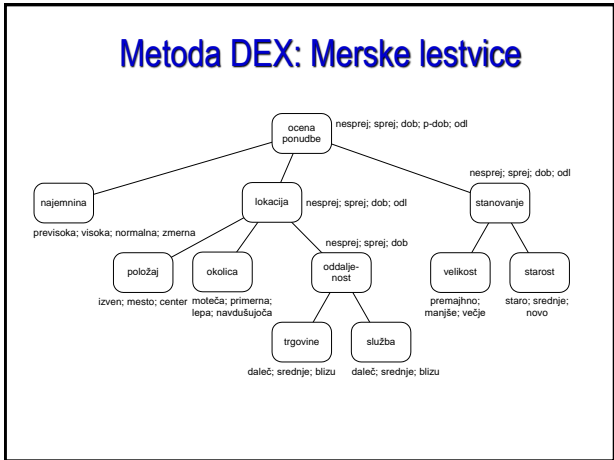 Metoda DEX: Merske lestvice
ocena
ponudbe
nesprej; sprej; dob; p-dob; odl
najemnina
previsoka; visoka; normalna; zmerna
lokacija
nesprej; sprej; dob; odl
nesprej; sprej; dob; odl
stanovanje
položaj
izven; mesto; center
okolica
moteča; primerna;
lepa; navdušujoča
nesprej; sprej; dob
oddalje-
nost
velikost
premajhno;
manjše; večje
starost
staro; srednje;
novo
trgovine
daleč; srednje; blizu
služba
daleč; srednje; blizu